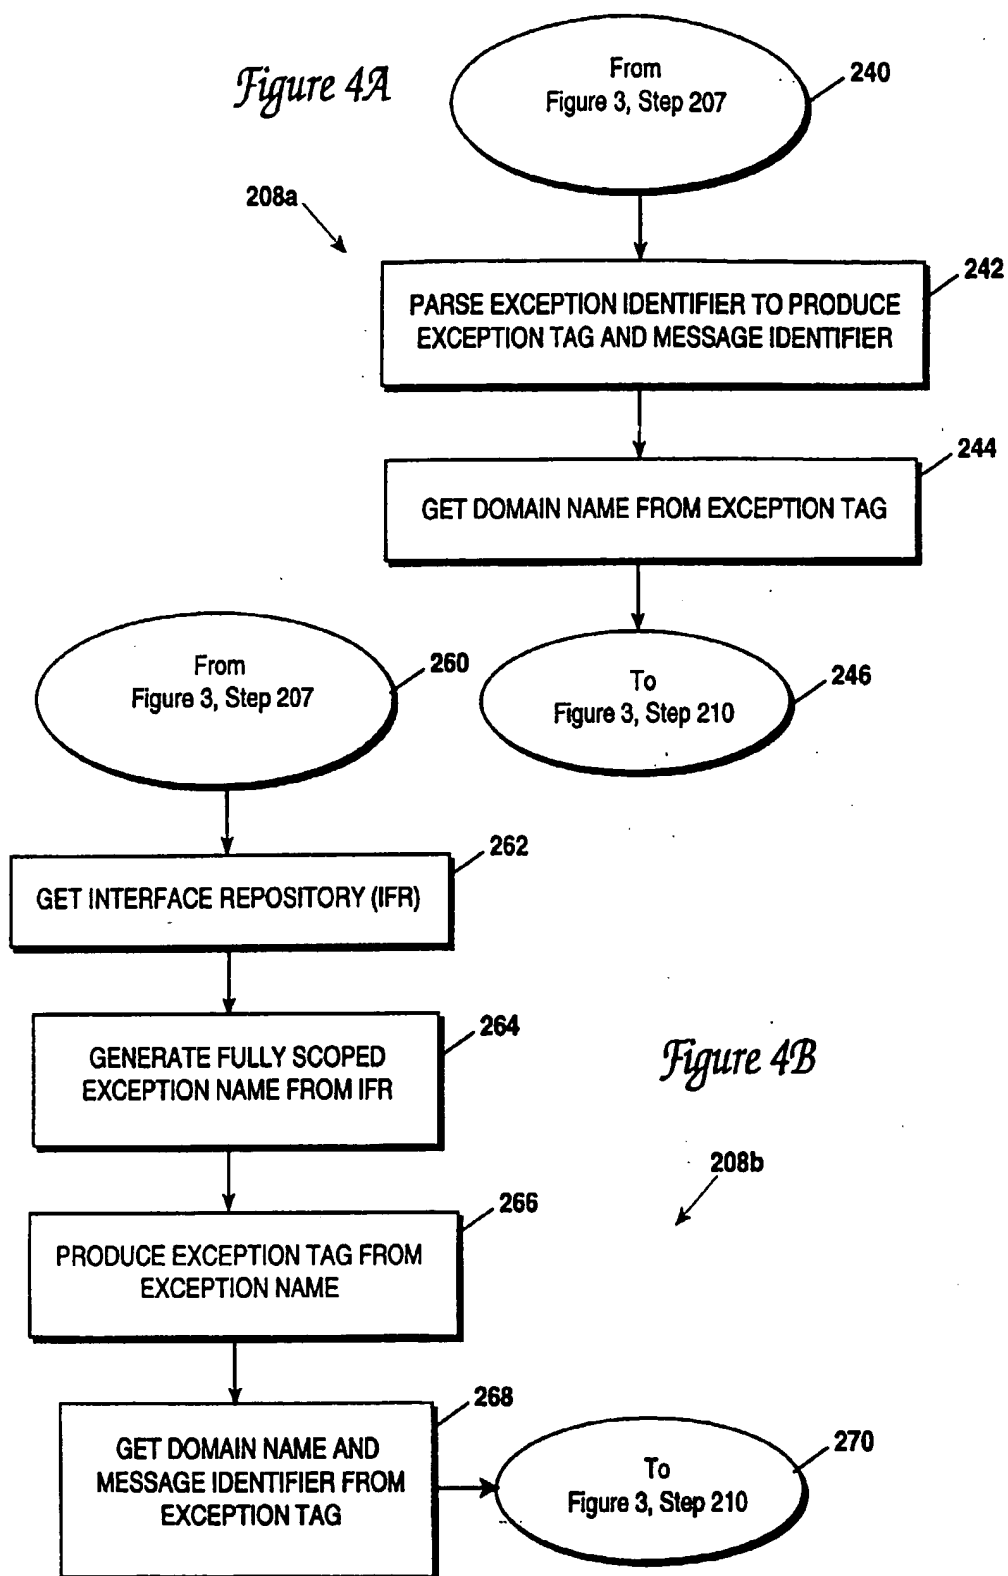 Figure 4A
From
Figure 3, Step 207
240
208a
242
PARSE EXCEPTION IDENTIFIER TO PRODUCE
EXCEPTION TAG AND MESSAGE IDENTIFIER
244
GET DOMAIN NAME FROM EXCEPTION TAG
To
Figure 3, Step 210
246
From
Figure 3, Step 207
260
262
GET INTERFACE REPOSITORY (IFR)
264
GENERATE FULLY SCOPED
EXCEPTION NAME FROM IFR
Figure 4B
208b
266
PRODUCE EXCEPTION TAG FROM
EXCEPTION NAME
268
GET DOMAIN NAME AND
MESSAGE IDENTIFIER FROM
EXCEPTION TAG
To
Figure 3, Step 210
270